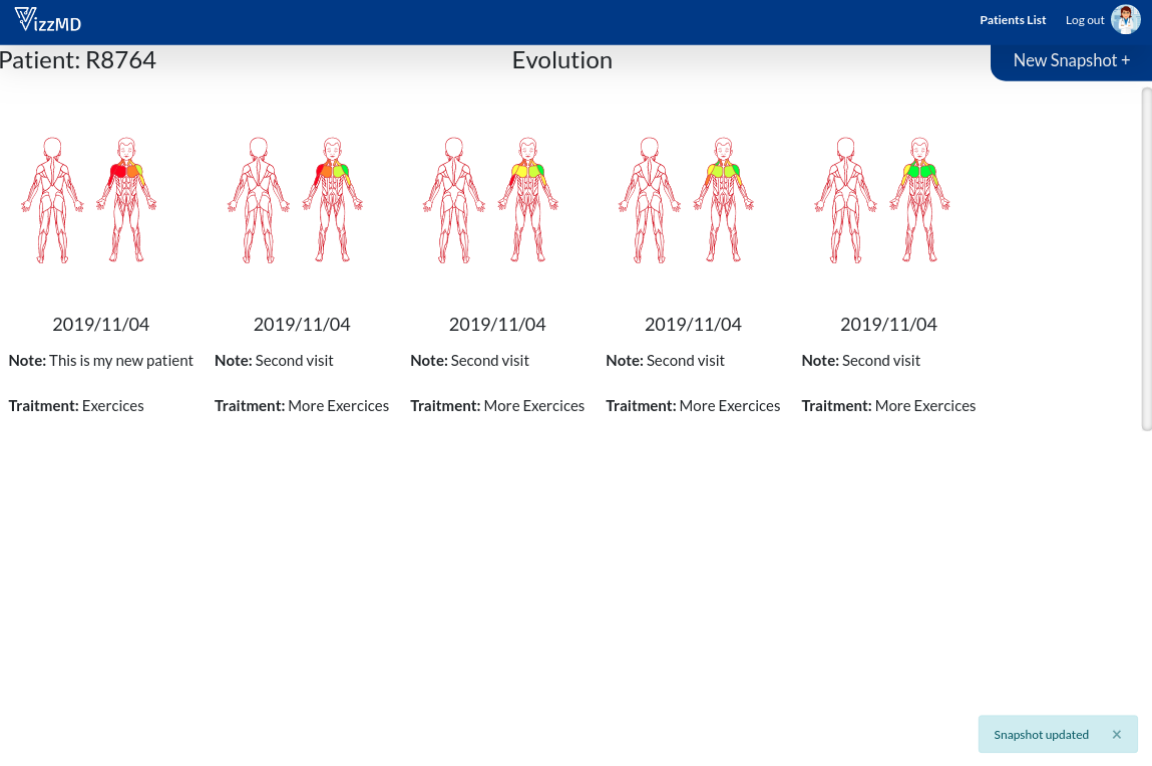 VizzMD
Patients List
Log out
Patient: R8764
Evolution
New Snapshot +
2019/11/04
Note: This is my new patient
Traitment: Exercices
2019/11/04
Note: Second visit
Traitment: More Exercices
2019/11/04
Note: Second visit
Traitment: More Exercices
2019/11/04
Note: Second visit
Traitment: More Exercices
2019/11/04
Note: Second visit
Traitment: More Exercices
Snapshot updated ×